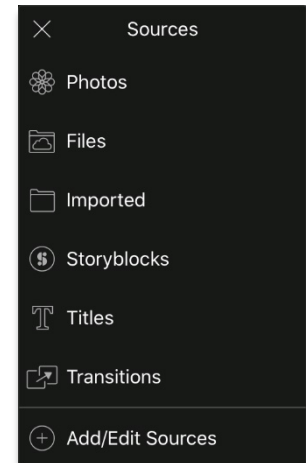 Sources
Photos
Files
Imported
Storyblocks
Titles
Transitions
Add/Edit Sources